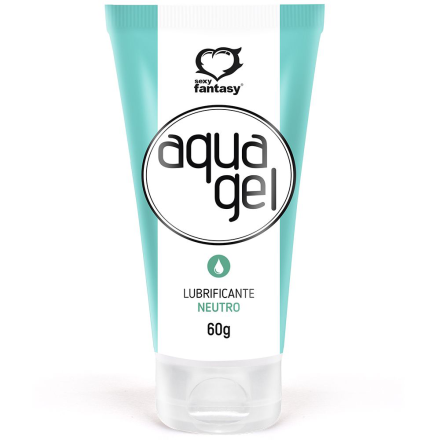 sexy
fantasy®
aqua
gel
LUBRIFICANTE
NEUTRO
60g